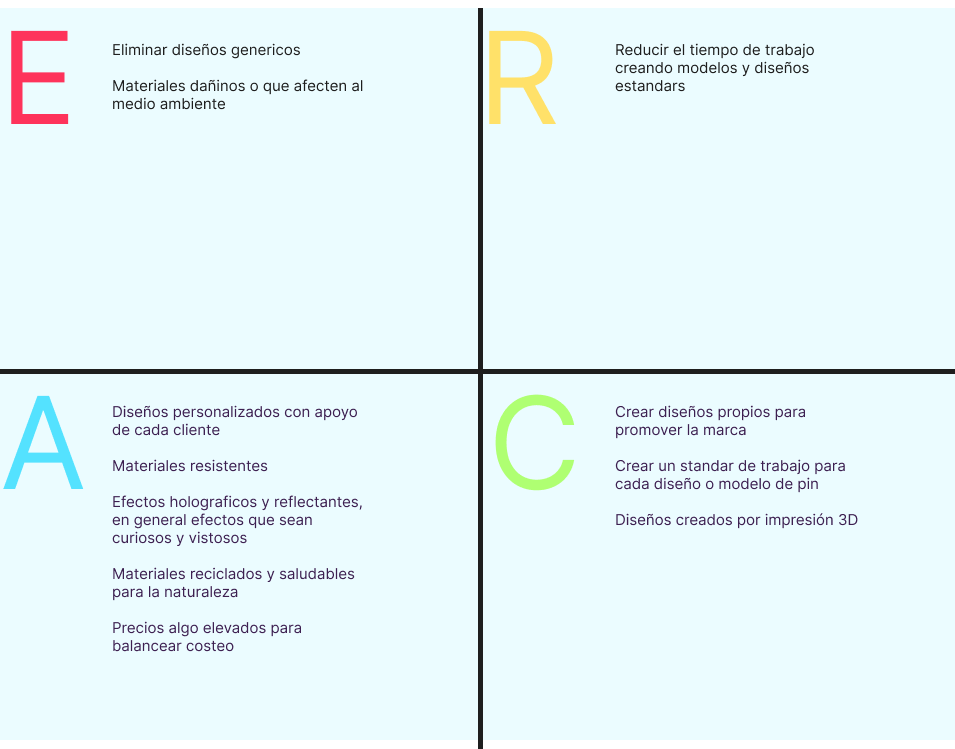 E
Eliminar diseños genericos
Materiales dañinos o que afecten al
medio ambiente
R
Reducir el tiempo de trabajo
creando modelos y diseños
estandars
A
Diseños personalizados con apoyo
de cada cliente
Materiales resistentes
Efectos holograficos y reflectantes,
en general efectos que sean
curiosos y vistosos
Materiales reciclados y saludables
para la naturaleza
Precios algo elevados para
balancear costeo
C
Crear diseños propios para
promover la marca
Crear un standar de trabajo para
cada diseño o modelo de pin
Diseños creados por impresión 3D